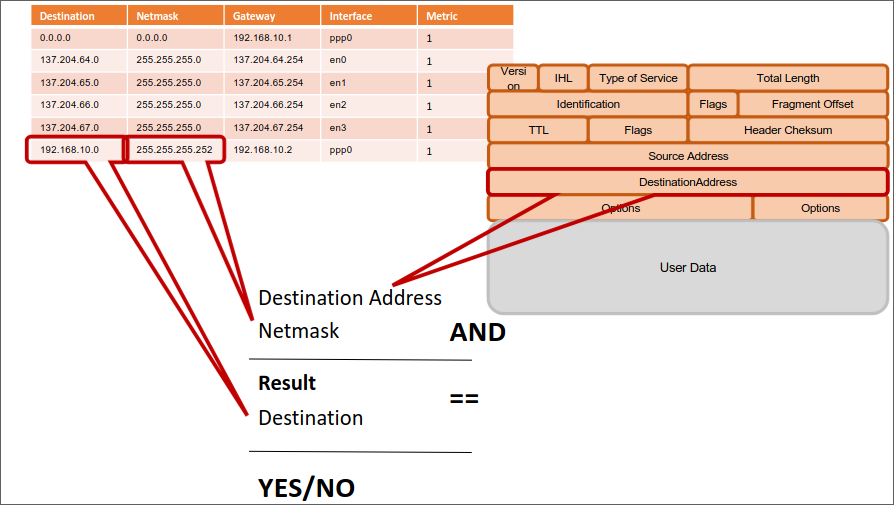 Destination Netmask Gateway Interface Metric
0.0.0.0 0.0.0.0 192.168.10.1 ppp0 1
137.204.64.0 255.255.255.0 137.204.64.254 en0 1
137.204.65.0 255.255.255.0 137.204.65.254 en1 1
137.204.66.0 255.255.255.0 137.204.66.254 en2 1
137.204.67.0 255.255.255.0 137.204.67.254 en3 1
192.168.10.0 255.255.255.252 192.168.10.2 ppp0 1
Versi
on
IHL Type of Service Total Length
Identification Flags Fragment Offset
TTL Flags Header Cheksum
Source Address
DestinationAddress
Options Options
User Data
Destination Address
Netmask AND
Result
==
Destination
YES/NO